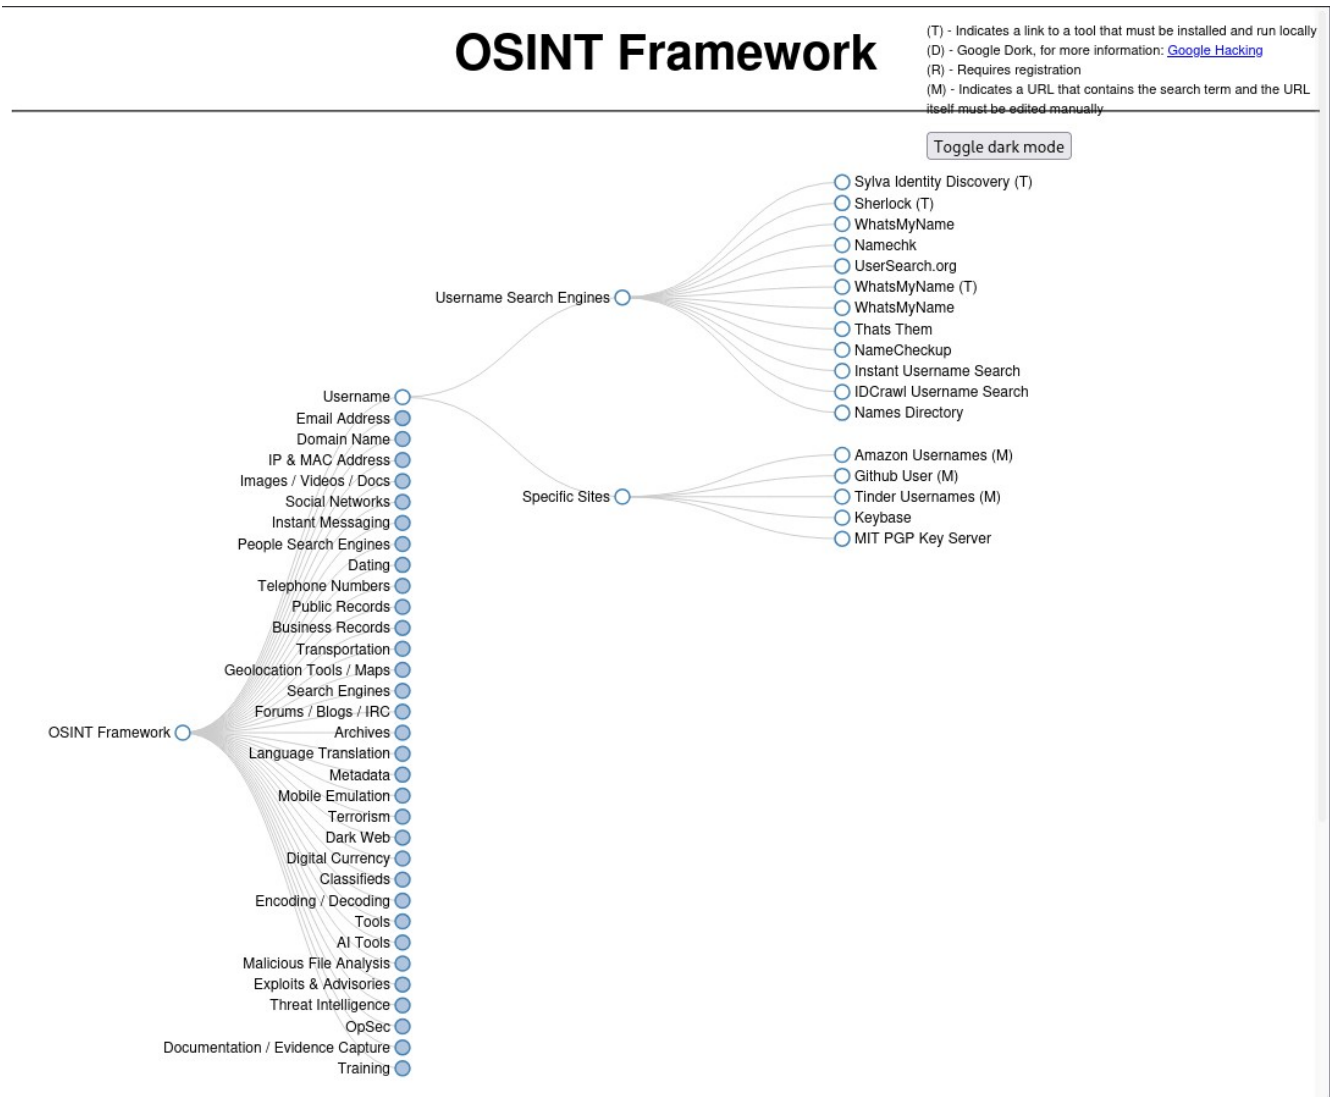 OSINT Framework
(T) - Indicates a link to a tool that must be installed and run locally
(D) - Google Dork, for more information: Google Hacking
(R) - Requires registration
(M) - Indicates a URL that contains the search term and the URL
itself must be edited manually
Toggle dark mode
OSINT Framework
Username
Email Address
Domain Name
IP & MAC Address
Images / Videos / Docs
Social Networks
Instant Messaging
People Search Engines
Dating
Telephone Numbers
Public Records
Business Records
Transportation
Geolocation Tools / Maps
Search Engines
Forums / Blogs / IRC
Archives
Language Translation
Metadata
Mobile Emulation
Terrorism
Dark Web
Digital Currency
Classifieds
Encoding / Decoding
Tools
AI Tools
Malicious File Analysis
Exploits & Advisories
Threat Intelligence
OpSec
Documentation / Evidence Capture
Training
Username Search Engines
Specific Sites
Sylva Identity Discovery (T)
Sherlock (T)
WhatsMyName
Namechk
UserSearch.org
WhatsMyName (T)
WhatsMyName
Thats Them
NameCheckup
Instant Username Search
IDCrawl Username Search
Names Directory
Amazon Usernames (M)
Github User (M)
Tinder Usernames (M)
Keybase
MIT PGP Key Server